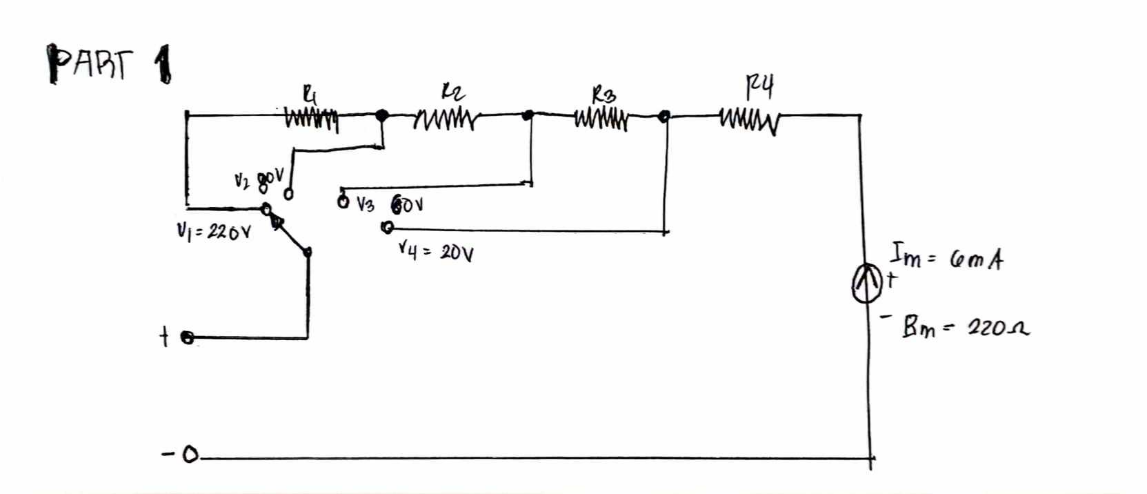 PART 1
R1
R2
R3
R4
V2 80V
V3 60V
V1 = 220V
V4 = 20V
Im = 6mA
+
- Bm = 220Ω
+
-